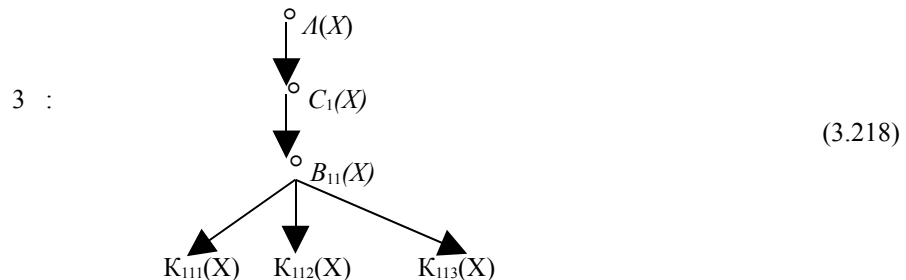 Л(X)
3 : C₁(X)
(3.218)
B₁₁(X)
K₁₁₁(X) K₁₁₂(X) K₁₁₃(X)